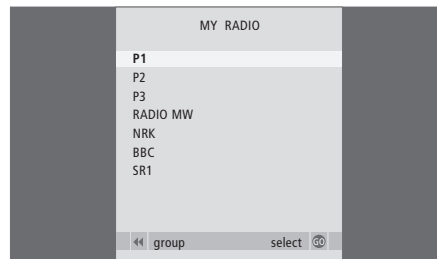 MY RADIO
P1
P2
P3
RADIO MW
NRK
BBC
SR1
group select GO